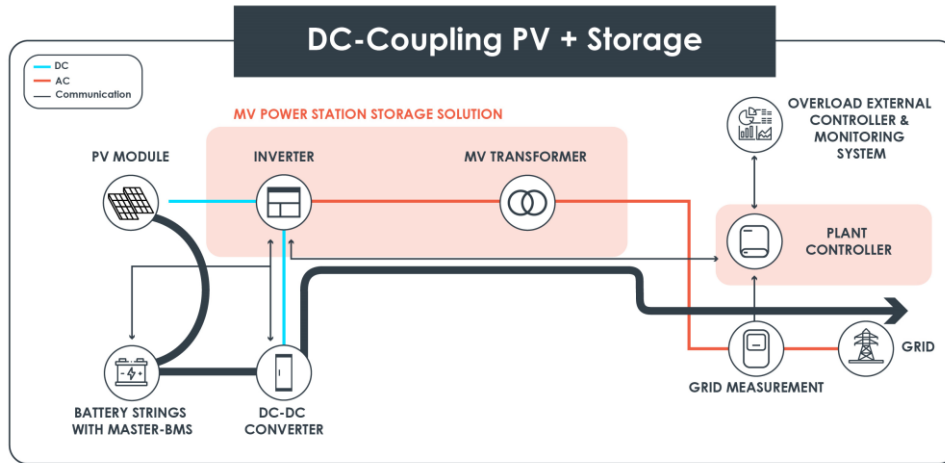 DC-Coupling PV + Storage
DC
AC
Communication
MV POWER STATION STORAGE SOLUTION
PV MODULE
INVERTER
MV TRANSFORMER
OVERLOAD EXTERNAL
CONTROLLER &
MONITORING
SYSTEM
PLANT
CONTROLLER
BATTERY STRINGS
WITH MASTER-BMS
DC-DC
CONVERTER
GRID MEASUREMENT
GRID